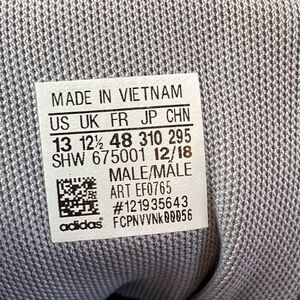 MADE IN VIETNAM
US UK FR JP CHN
13 12½ 48 310 295
SHW 675001 12/18
MALE/MÂLE
ART EF0765
#121935643
adidas® FCPNVVNk00056